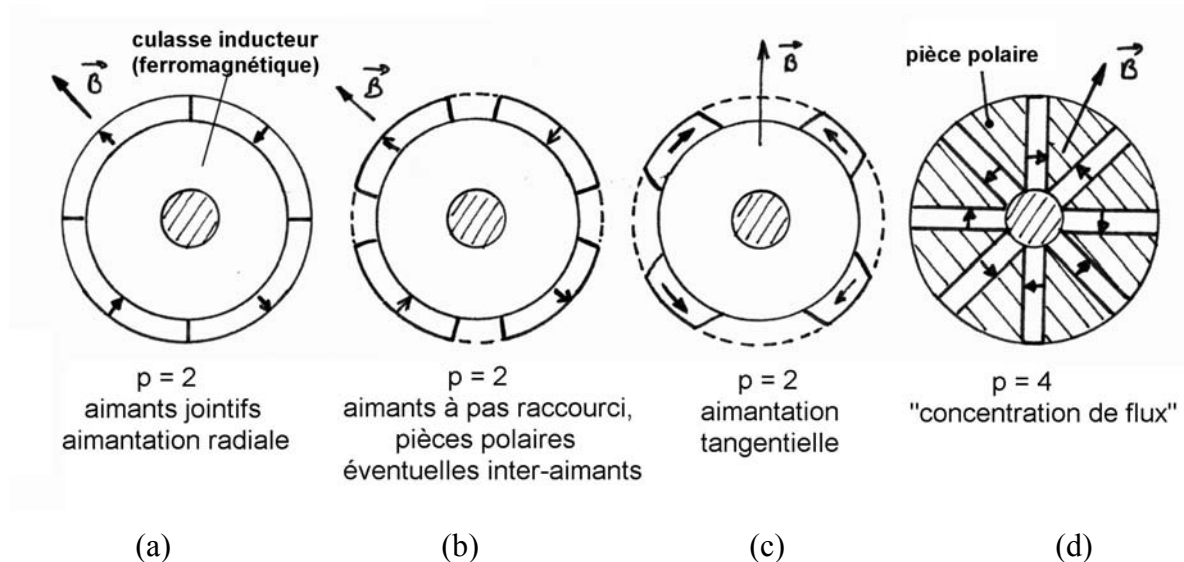 culasse inducteur
(ferromagnétique)
B
B
B
pièce polaire
B
p = 2
aimants jointifs
aimantation radiale
p = 2
aimants à pas raccourci,
pièces polaires
éventuelles inter-aimants
p = 2
aimantation
tangentielle
p = 4
"concentration de flux"
(a)
(b)
(c)
(d)